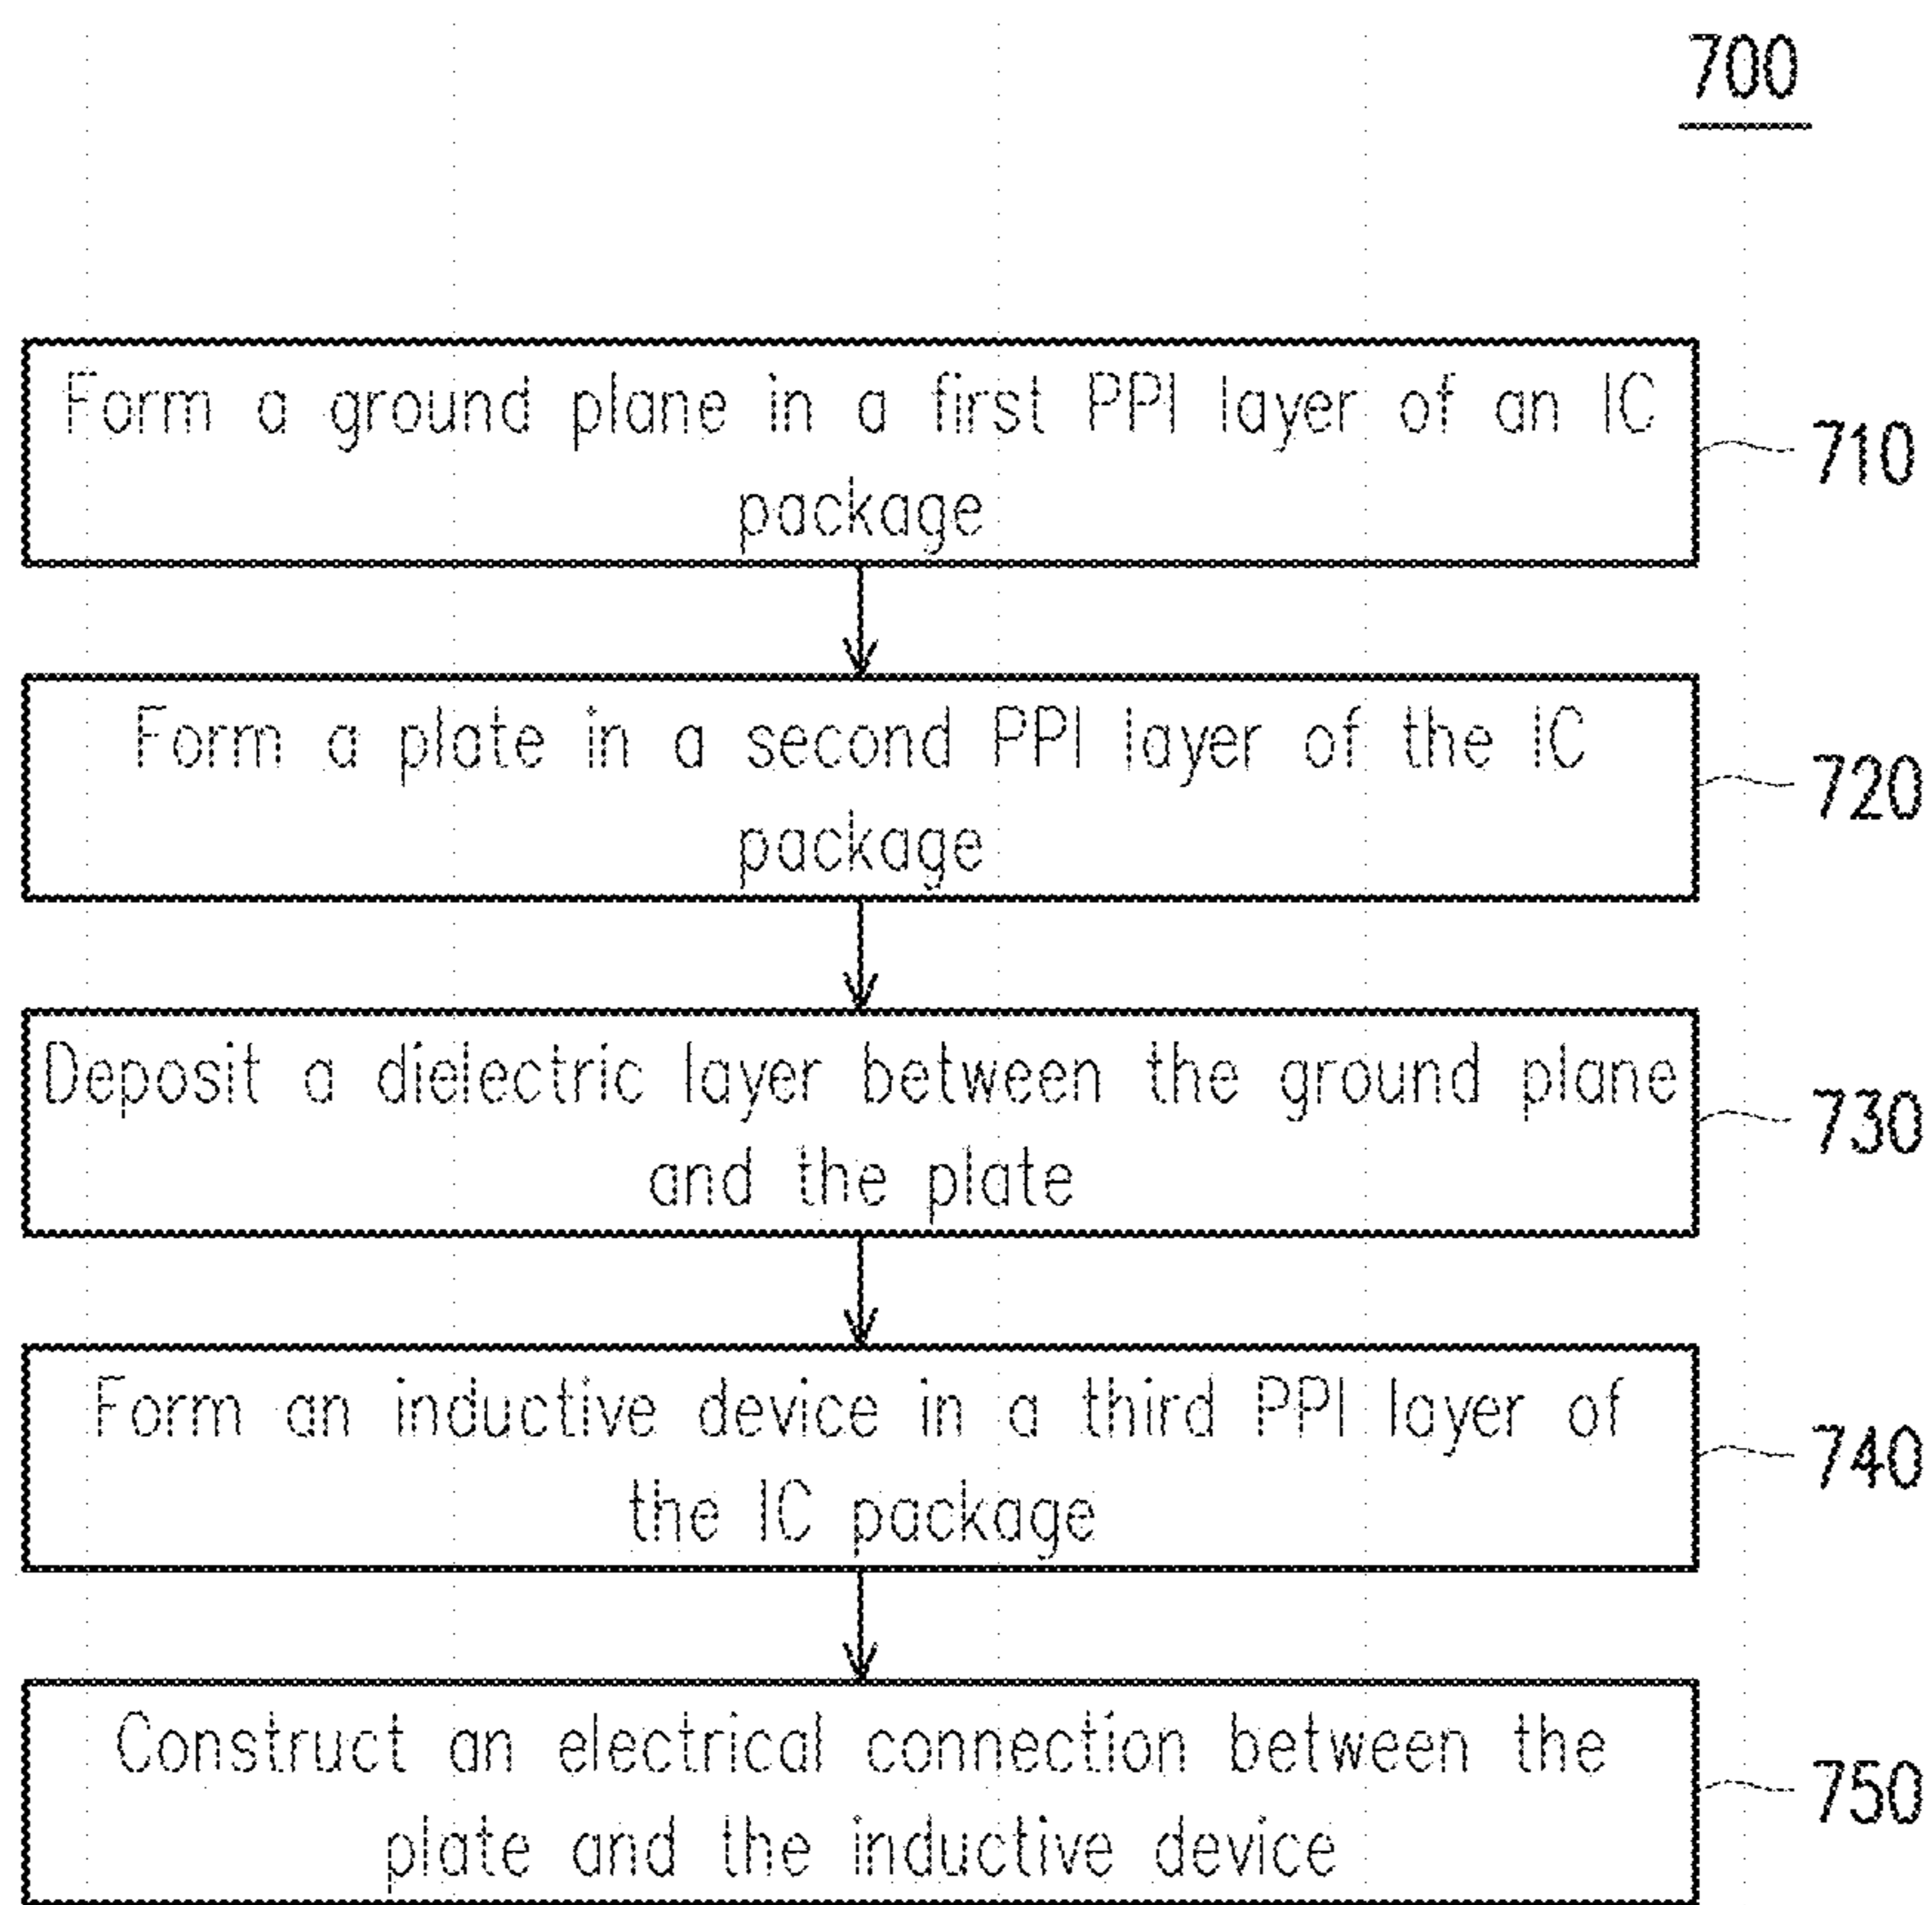 700
Form a ground plane in a first PPI layer of an IC
package
710
Form a plate in a second PPI layer of the IC
package
720
Deposit a dielectric layer between the ground plane
and the plate
730
Form an inductive device in a third PPI layer of
the IC package
740
Construct an electrical connection between the
plate and the inductive device
750